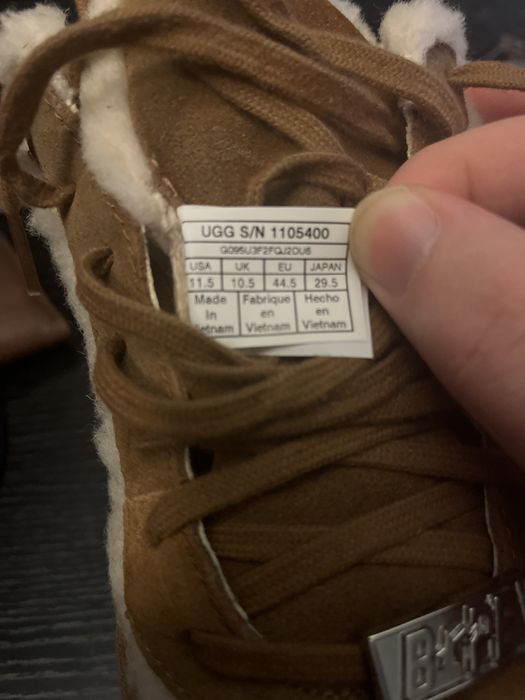 UGG S/N 1105400
G095U3F2FQJ2DU6
USA UK EU JAPAN
11.5 10.5 44.5 29.5
Made Fabrique Hecho
In en en
Vietnam Vietnam Vietnam